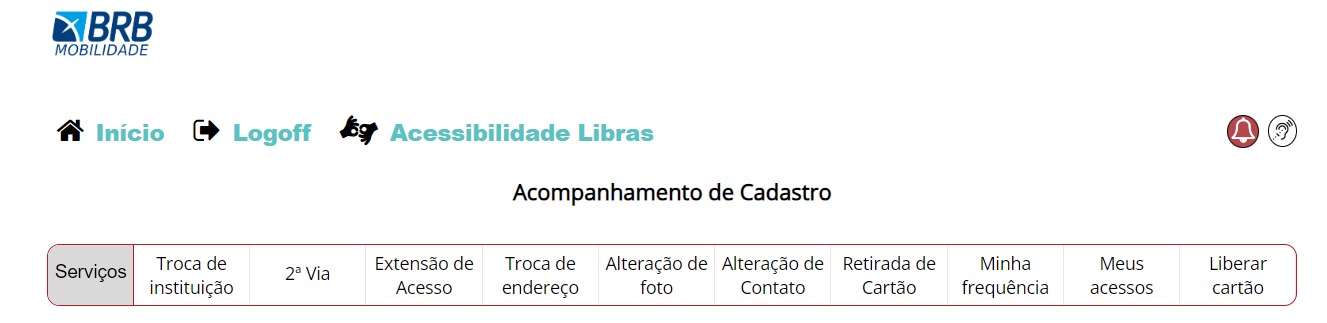 BRB
MOBILIDADE
Início Logoff Acessibilidade Libras
Acompanhamento de Cadastro
Serviços
Troca de
instituição
2ª Via
Extensão de
Acesso
Troca de
endereço
Alteração de
foto
Alteração de
Contato
Retirada de
Cartão
Minha
frequência
Meus
acessos
Liberar
cartão